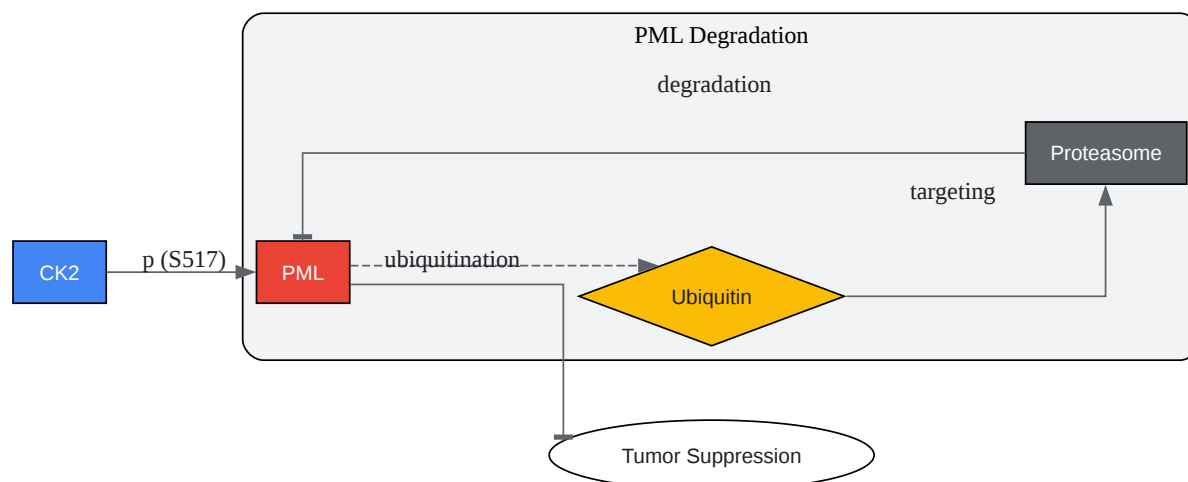 PML Degradation
degradation
Proteasome
targeting
CK2
p (S517)
PML
ubiquitination
Ubiquitin
Tumor Suppression